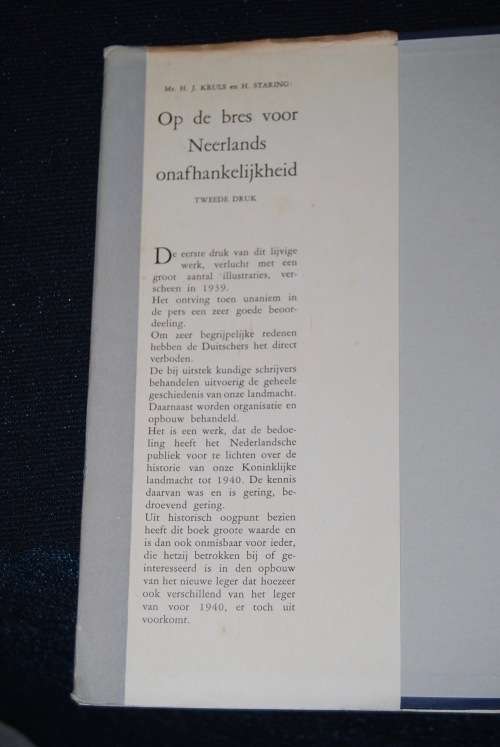 Mr. H. J. KRULS en H. STARING:
Op de bres voor
Neerlands
onafhankelijkheid
TWEEDE DRUK
De eerste druk van dit lijvige
werk, verlucht met een
groot aantal illustraties, ver-
scheen in 1939.
Het ontving toen unaniem in
de pers een zeer goede beoor-
deeling.
Om zeer begrijpelijke redenen
hebben de Duitschers het direct
verboden.
De bij uitstek kundige schrijvers
behandelen uitvoerig de geheele
geschiedenis van onze landmacht.
Daarnaast worden organisatie en
opbouw behandeld.
Het is een werk, dat de bedoe-
ling heeft het Nederlandsche
publiek voor te lichten over de
historie van onze Koninklijke
landmacht tot 1940. De kennis
daarvan was en is gering, be-
droevend gering.
Uit historisch oogpunt bezien
heeft dit boek groote waarde en
is dan ook onmisbaar voor ieder,
die hetzij betrokken bij of ge-
interesseerd is in den opbouw
van het nieuwe leger dat hoezeer
ook verschillend van het leger
van voor 1940, er toch uit
voorkomt.